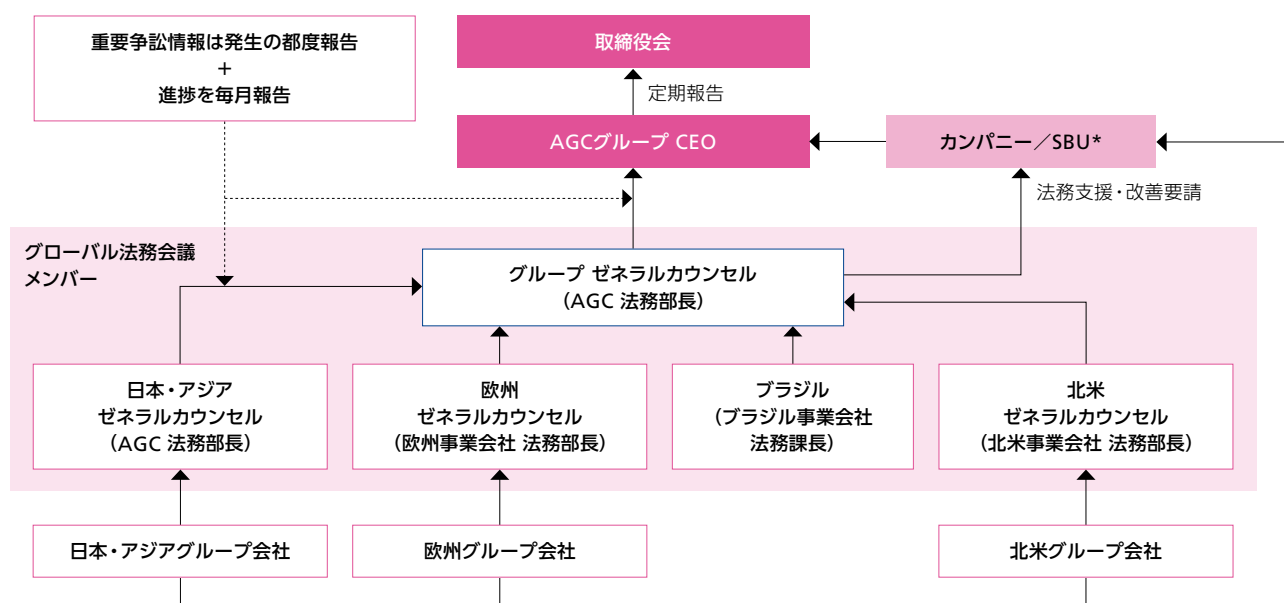 重要争訟情報は発生の都度報告
+
進捗を毎月報告
取締役会
定期報告
AGCグループ CEO
カンパニー／SBU*
法務支援・改善要請
グローバル法務会議
メンバー
グループ ゼネラルカウンセル
（AGC 法務部長）
日本・アジア
ゼネラルカウンセル
（AGC 法務部長）
欧州
ゼネラルカウンセル
（欧州事業会社 法務部長）
ブラジル
（ブラジル事業会社
法務課長）
北米
ゼネラルカウンセル
（北米事業会社 法務部長）
日本・アジアグループ会社
欧州グループ会社
北米グループ会社